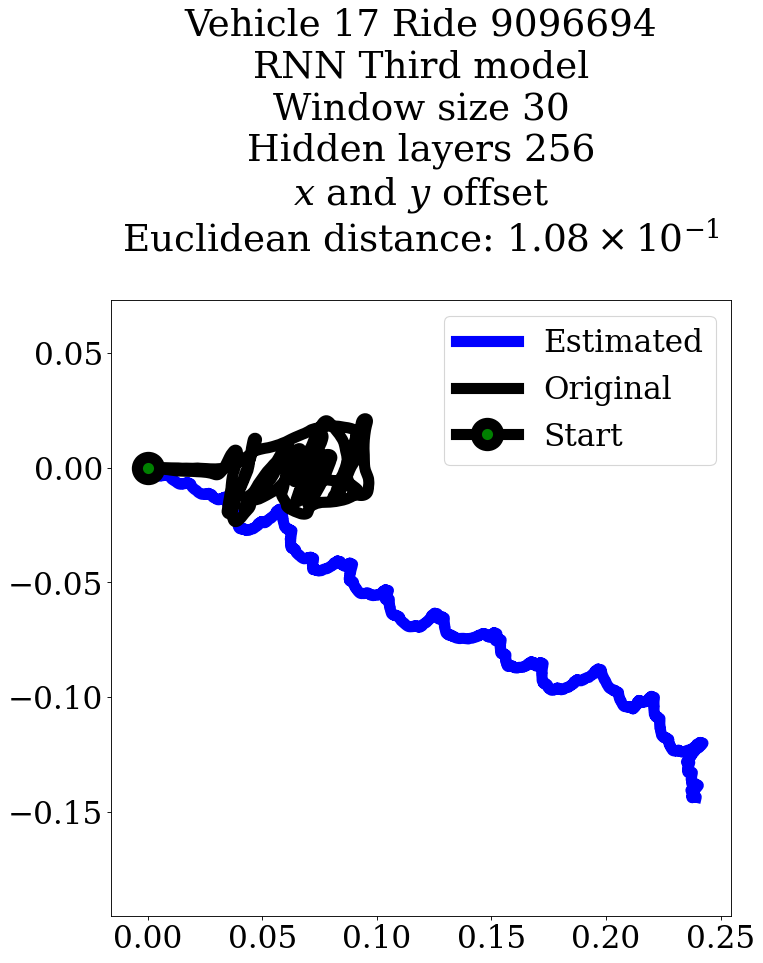 Vehicle 17 Ride 9096694
RNN Third model
Window size 30
Hidden layers 256
x and y offset
Euclidean distance: 1.08 × 10⁻¹
Estimated
Original
Start
0.05
0.00
−0.05
−0.10
−0.15
0.00 0.05 0.10 0.15 0.20 0.25